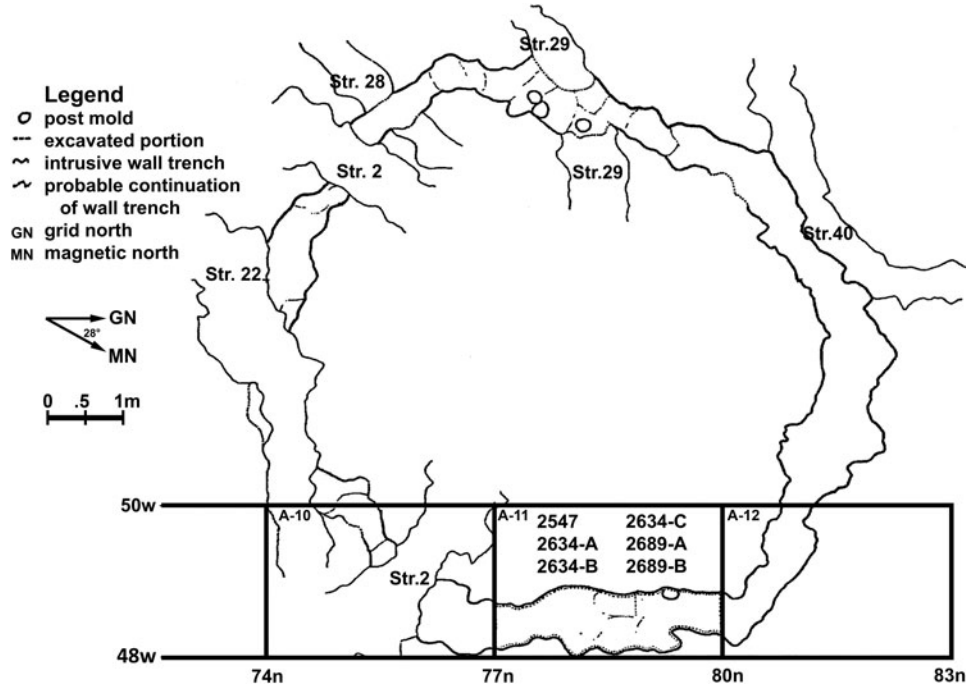 Str.29
Str. 28
Legend
post mold
excavated portion
intrusive wall trench
probable continuation
of wall trench
GN grid north
MN magnetic north
Str. 2
Str.29
Str.40
Str. 22
GN
28°
MN
0 .5 1m
50w
A-10
A-11
2547 2634-C
2634-A 2689-A
2634-B 2689-B
A-12
Str.2
48w
74n 77n 80n 83n